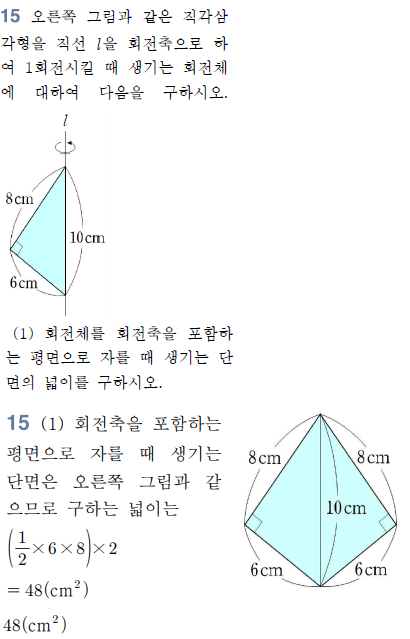 15 오른쪽 그림과 같은 직각삼
각형을 직선 l을 회전축으로 하
여 1회전시킬 때 생기는 회전체
에 대하여 다음을 구하시오.
l
8cm
10cm
6cm
(1) 회전체를 회전축을 포함하
는 평면으로 자를 때 생기는 단
면의 넓이를 구하시오.
15 (1) 회전축을 포함하는
평면으로 자를 때 생기는
단면은 오른쪽 그림과 같
으므로 구하는 넓이는
(1/2×6×8)×2
=48(cm²)
48(cm²)
8cm 8cm
10cm
6cm 6cm